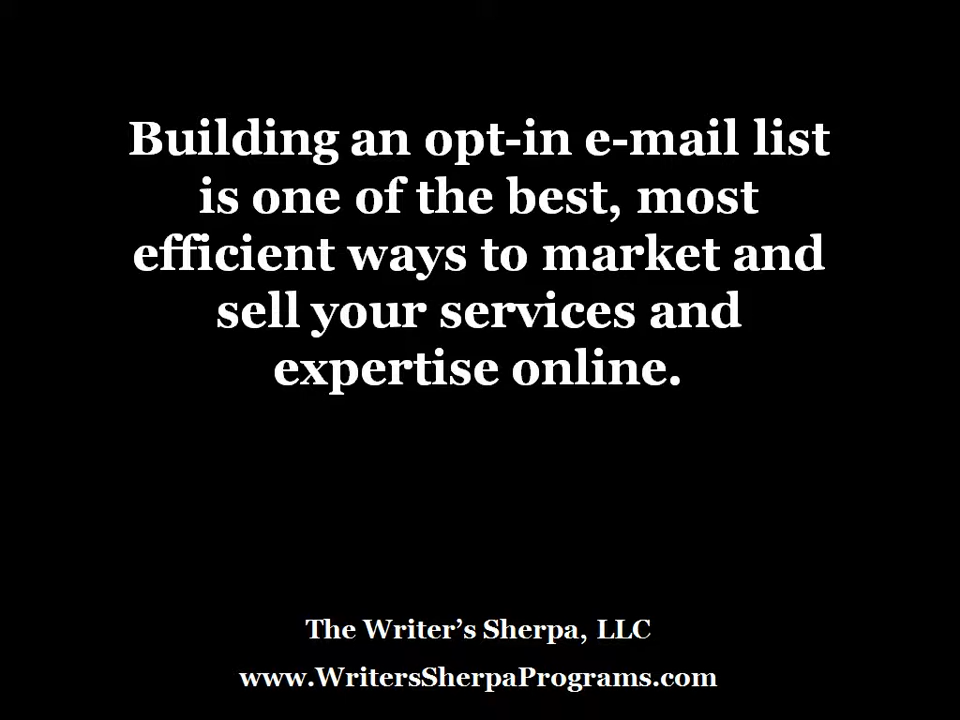 Building an opt-in e-mail list
is one of the best, most
efficient ways to market and
sell your services and
expertise online.
The Writer’s Sherpa, LLC
www.WritersSherpaPrograms.com